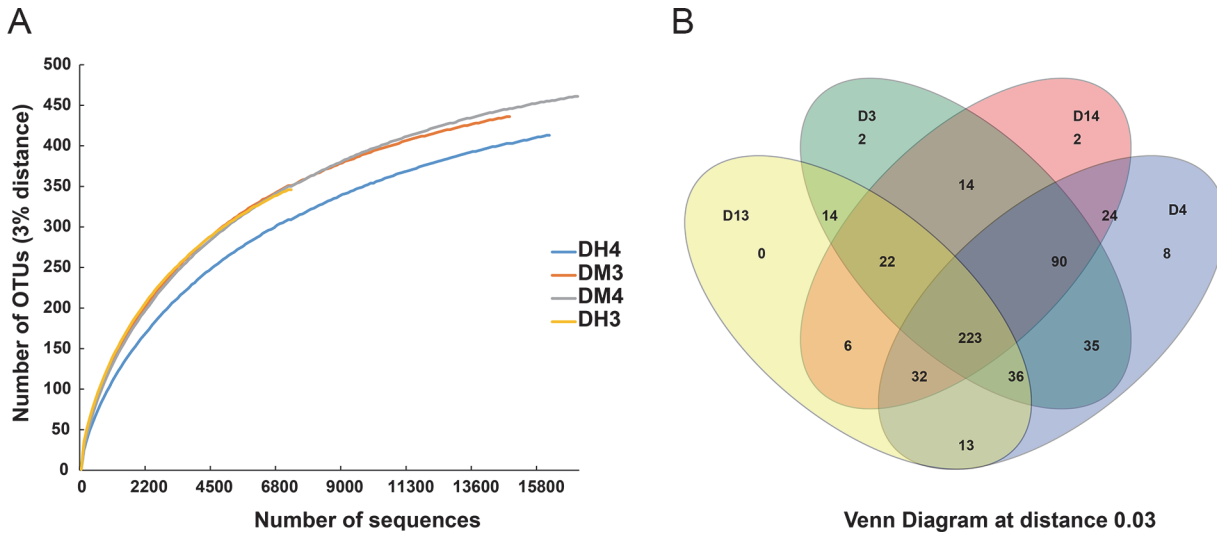 A
Number of OTUs (3% distance)
500
450
400
350
300
250
200
150
100
50
0
0 2200 4500 6800 9000 11300 13600 15800
Number of sequences
DH4
DM3
DM4
DH3
B
D3
2
D14
2
D13
0
D4
8
14
14
24
22
90
6
223
35
32
36
13
Venn Diagram at distance 0.03